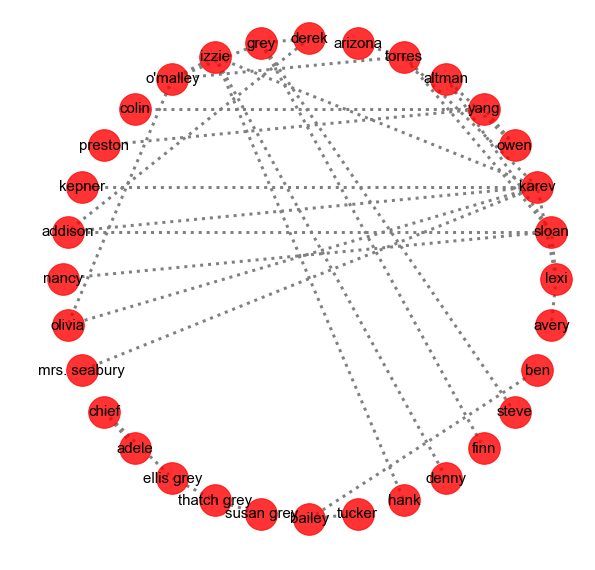 derek
grey
arizona
izzie
torres
o'malley
altman
colin
yang
preston
owen
kepner
karev
addison
sloan
nancy
lexi
olivia
avery
mrs. seabury
ben
chief
steve
adele
finn
ellis grey
denny
thatch grey
hank
susan grey
tucker
bailey